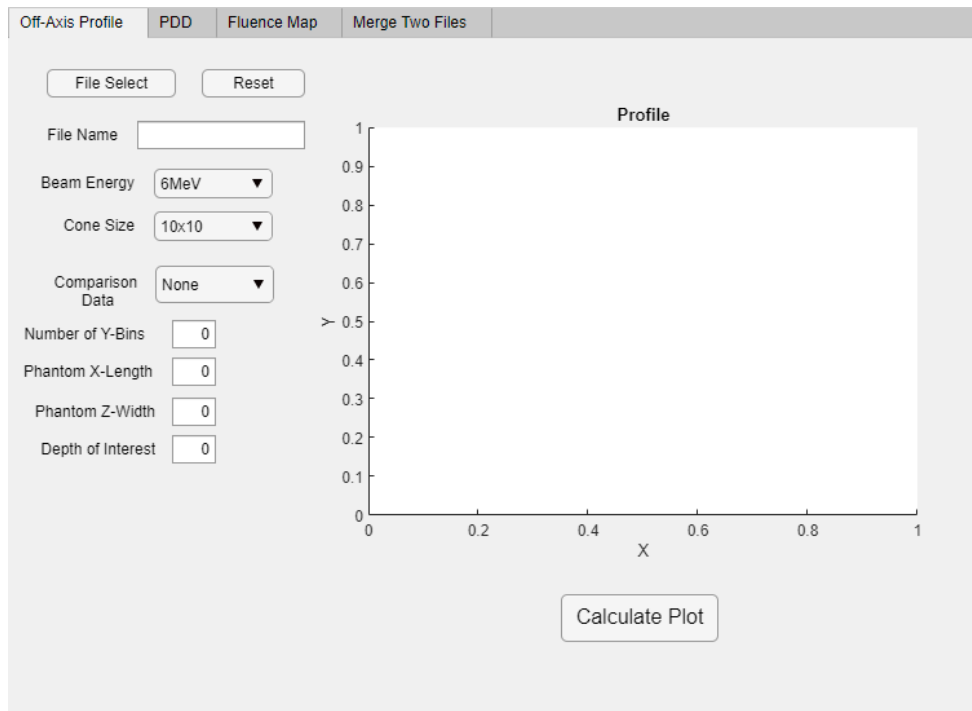 Off-Axis Profile PDD Fluence Map Merge Two Files
File Select Reset
File Name
Beam Energy 6MeV
Cone Size 10x10
Comparison
Data
None
Number of Y-Bins 0
Phantom X-Length 0
Phantom Z-Width 0
Depth of Interest 0
Profile
1
0.9
0.8
0.7
0.6
0.5
0.4
0.3
0.2
0.1
0
Y
0 0.2 0.4 0.6 0.8 1
X
Calculate Plot